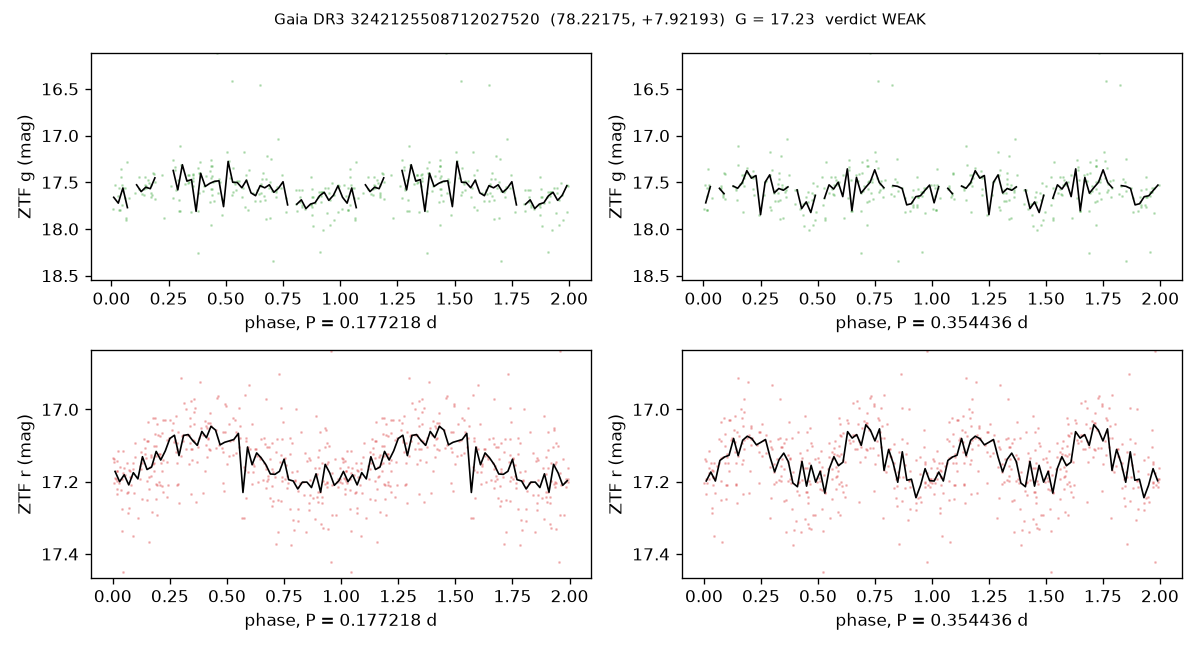 Gaia DR3 3242125508712027520 (78.22175, +7.92193) G = 17.23 verdict WEAK
ZTF g (mag)
16.5
17.0
17.5
18.0
18.5
0.00 0.25 0.50 0.75 1.00 1.25 1.50 1.75 2.00
phase, P = 0.177218 d
ZTF g (mag)
16.5
17.0
17.5
18.0
18.5
0.00 0.25 0.50 0.75 1.00 1.25 1.50 1.75 2.00
phase, P = 0.354436 d
ZTF r (mag)
17.0
17.2
17.4
0.00 0.25 0.50 0.75 1.00 1.25 1.50 1.75 2.00
phase, P = 0.177218 d
ZTF r (mag)
17.0
17.2
17.4
0.00 0.25 0.50 0.75 1.00 1.25 1.50 1.75 2.00
phase, P = 0.354436 d